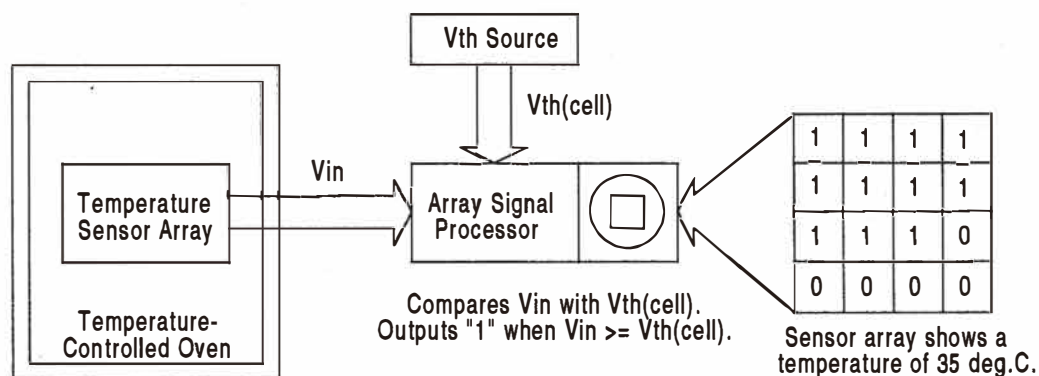 Vth Source
Vth(cell)
Vin
Temperature
Sensor Array
Array Signal
Processor
Temperature-
Controlled Oven
Compares Vin with Vth(cell).
Outputs "1" when Vin >= Vth(cell).
1 1 1 1
1 1 1 1
1 1 1 0
0 0 0 0
Sensor array shows a
temperature of 35 deg.C.